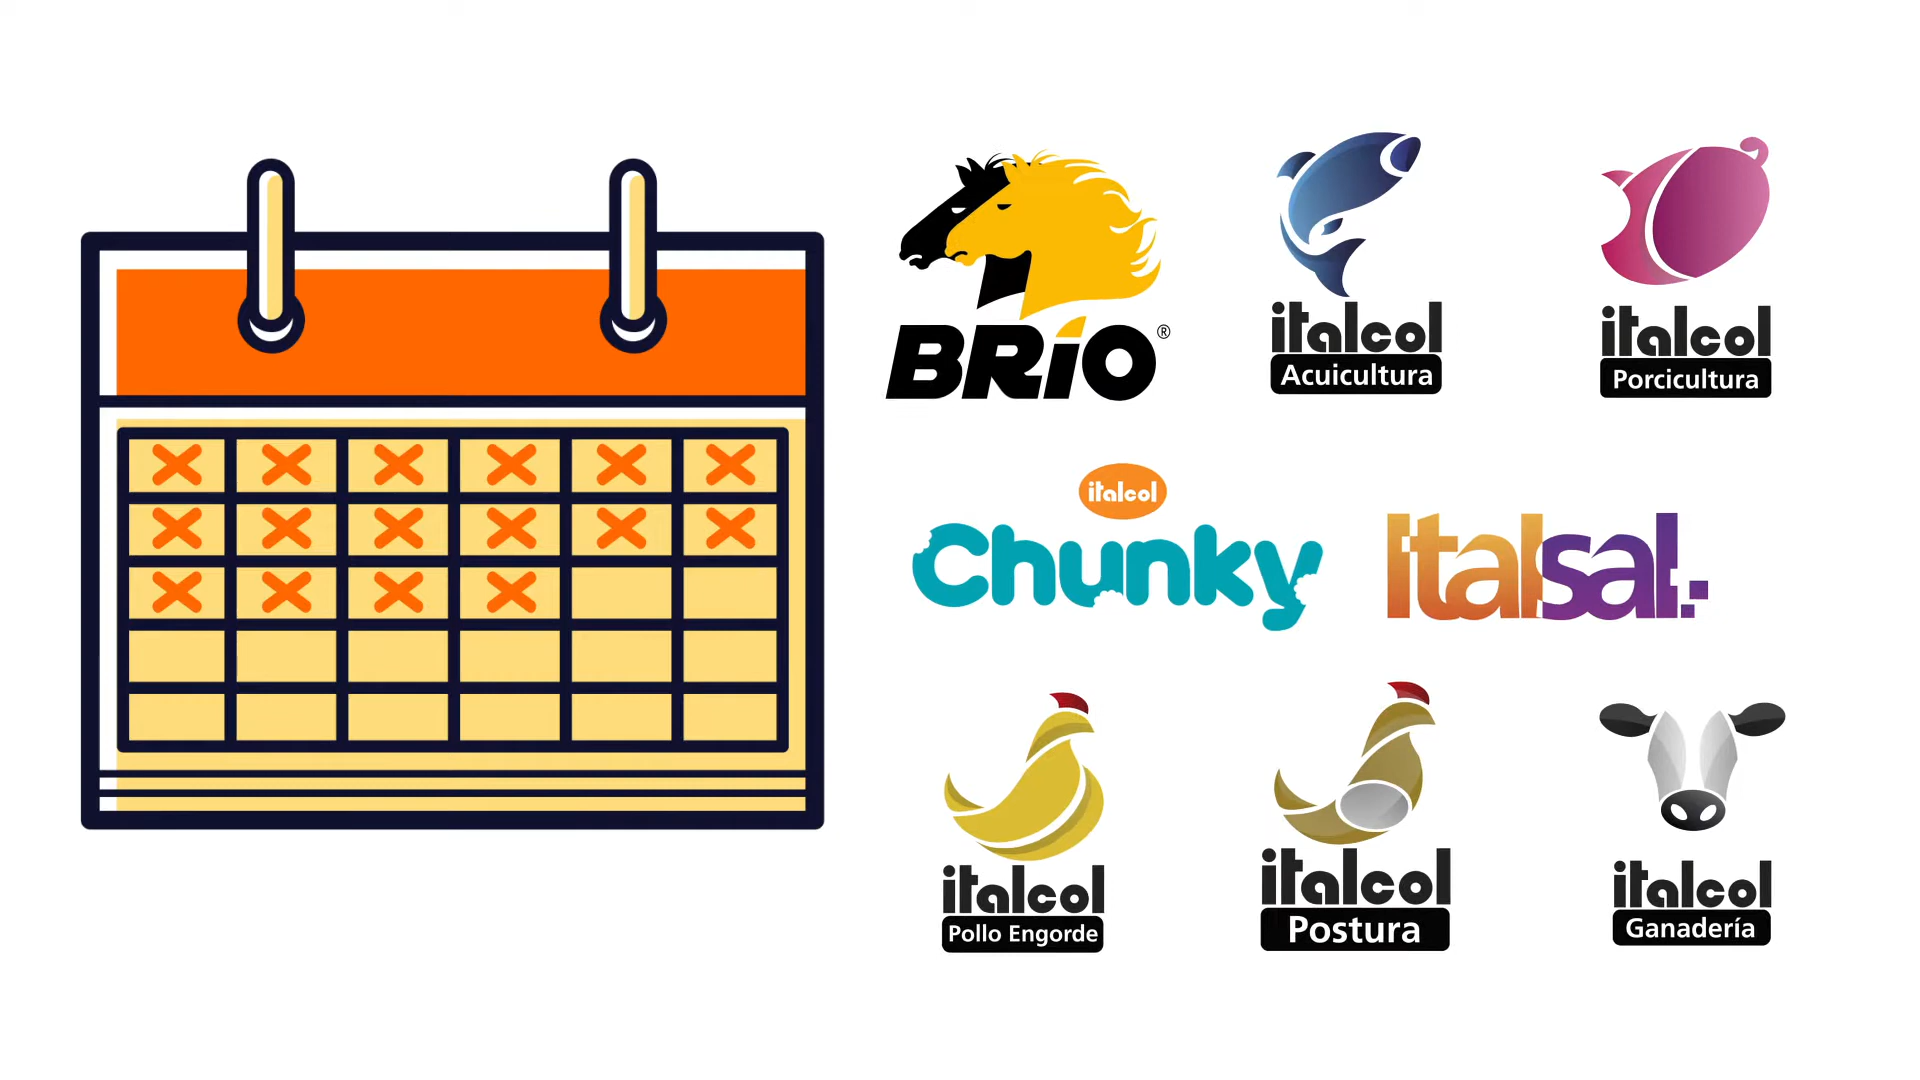 BRIO®
italcol
Acuicultura
italcol
Porcicultura
italcol
Chunky
Italsal
italcol
Pollo Engorde
italcol
Postura
italcol
Ganadería